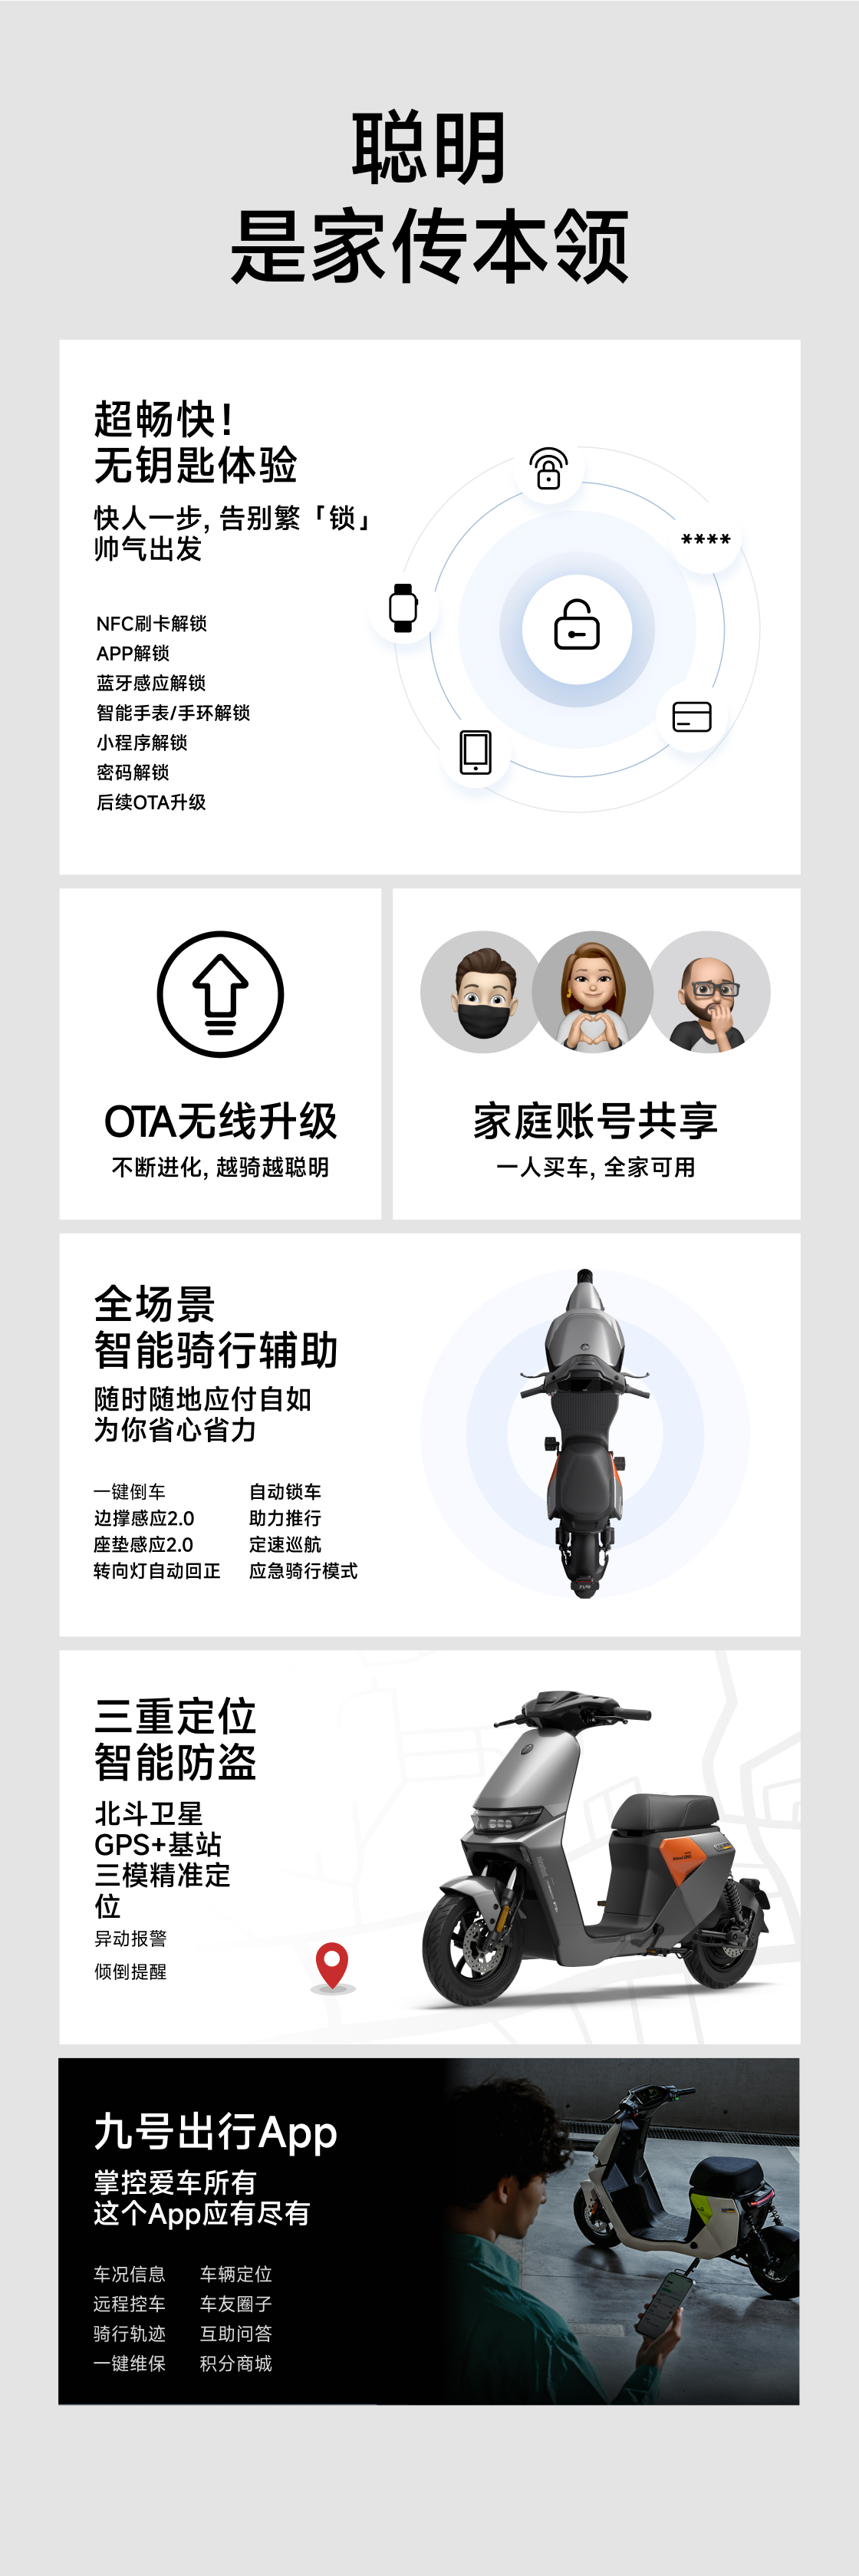 聪明
是家传本领
超畅快！
无钥匙体验
快人一步, 告别繁「锁」
帅气出发
NFC刷卡解锁
APP解锁
蓝牙感应解锁
智能手表/手环解锁
小程序解锁
密码解锁
后续OTA升级
****
OTA无线升级
不断进化, 越骑越聪明
家庭账号共享
一人买车, 全家可用
全场景
智能骑行辅助
随时随地应付自如
为你省心省力
一键倒车 自动锁车
边撑感应2.0 助力推行
座垫感应2.0 定速巡航
转向灯自动回正 应急骑行模式
三重定位
智能防盗
北斗卫星
GPS+基站
三模精准定
位
异动报警
倾倒提醒
九号出行App
掌控爱车所有
这个App应有尽有
车况信息 车辆定位
远程控车 车友圈子
骑行轨迹 互助问答
一键维保 积分商城